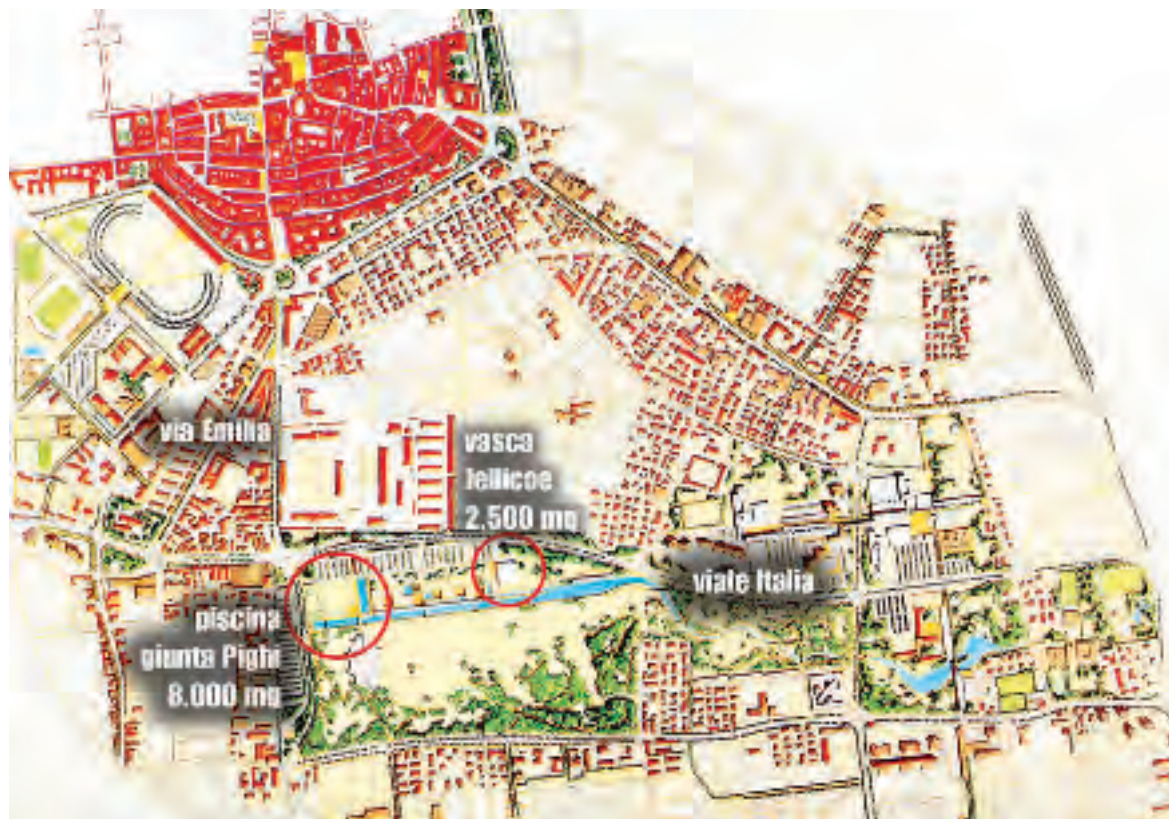 via Emilia
vasca
Jellicoe
2.500 mq
viale Italia
piscina
giunta Pighi
8.000 mq